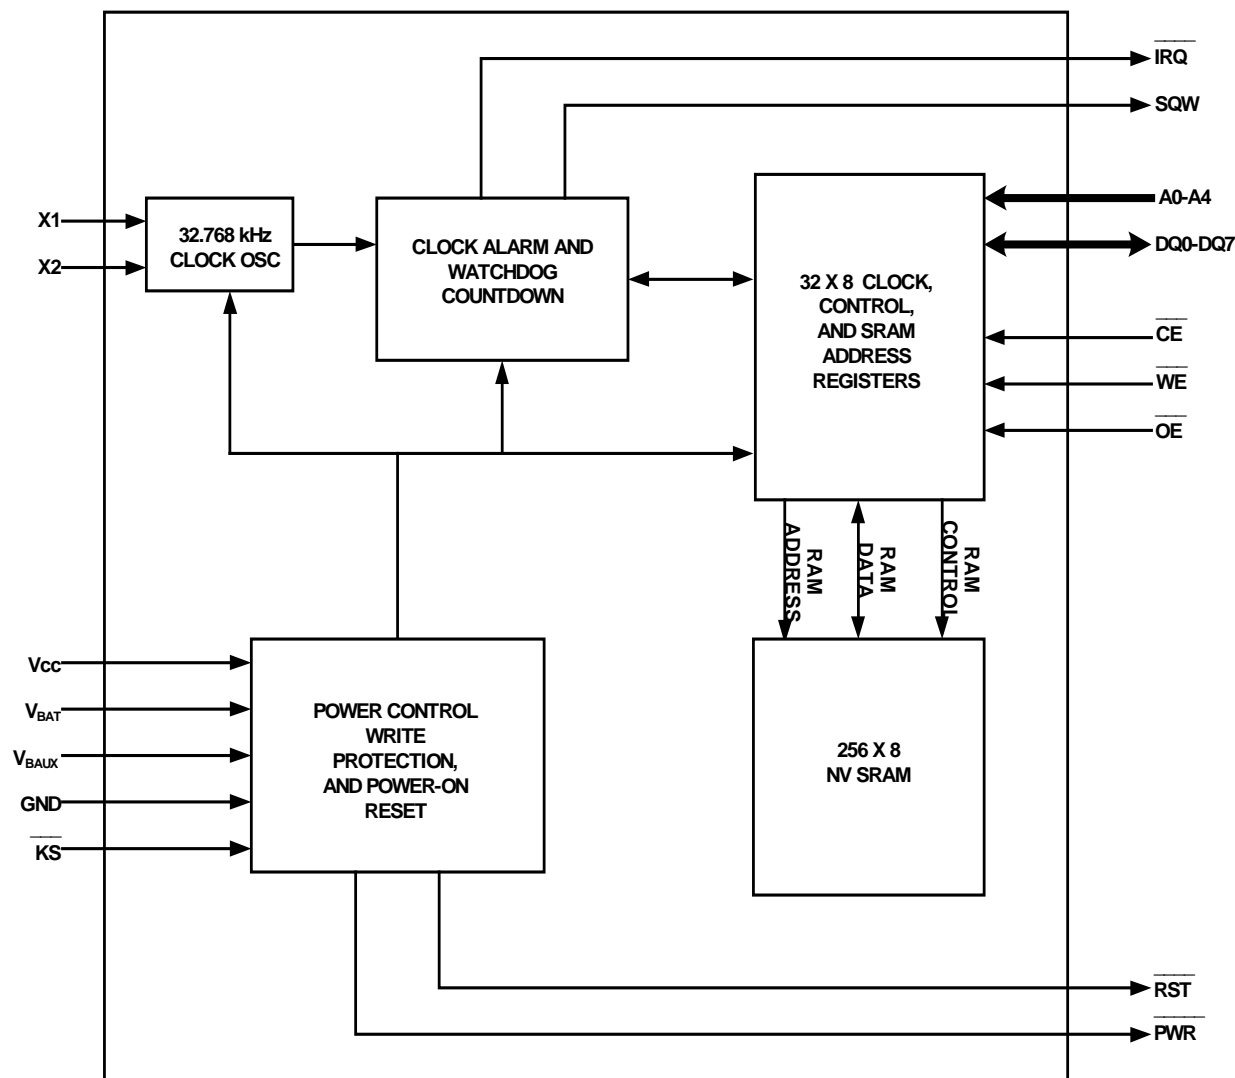 IRQ
SQW
X1
X2
32.768 kHz
CLOCK OSC
CLOCK ALARM AND
WATCHDOG
COUNTDOWN
32 X 8 CLOCK,
CONTROL,
AND SRAM
ADDRESS
REGISTERS
A0-A4
DQ0-DQ7
CE
WE
OE
RAM
ADDRESS
RAM
DATA
RAM
CONTROL
Vcc
VBAT
VBAUX
GND
KS
POWER CONTROL
WRITE
PROTECTION,
AND POWER-ON
RESET
256 X 8
NV SRAM
RST
PWR